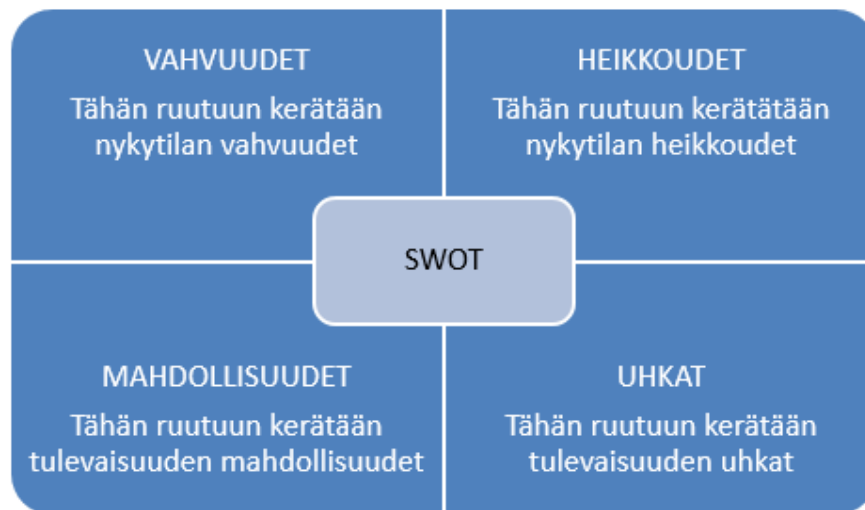 VAHVUUDET
Tähän ruutuun kerätään
nykytilan vahvuudet
HEIKKOUDET
Tähän ruutuun kerätätään
nykytilan heikkoudet
SWOT
MAHDOLLISUUDET
Tähän ruutuun kerätään
tulevaisuuden mahdollisuudet
UHKAT
Tähän ruutuun kerätään
tulevaisuuden uhkat